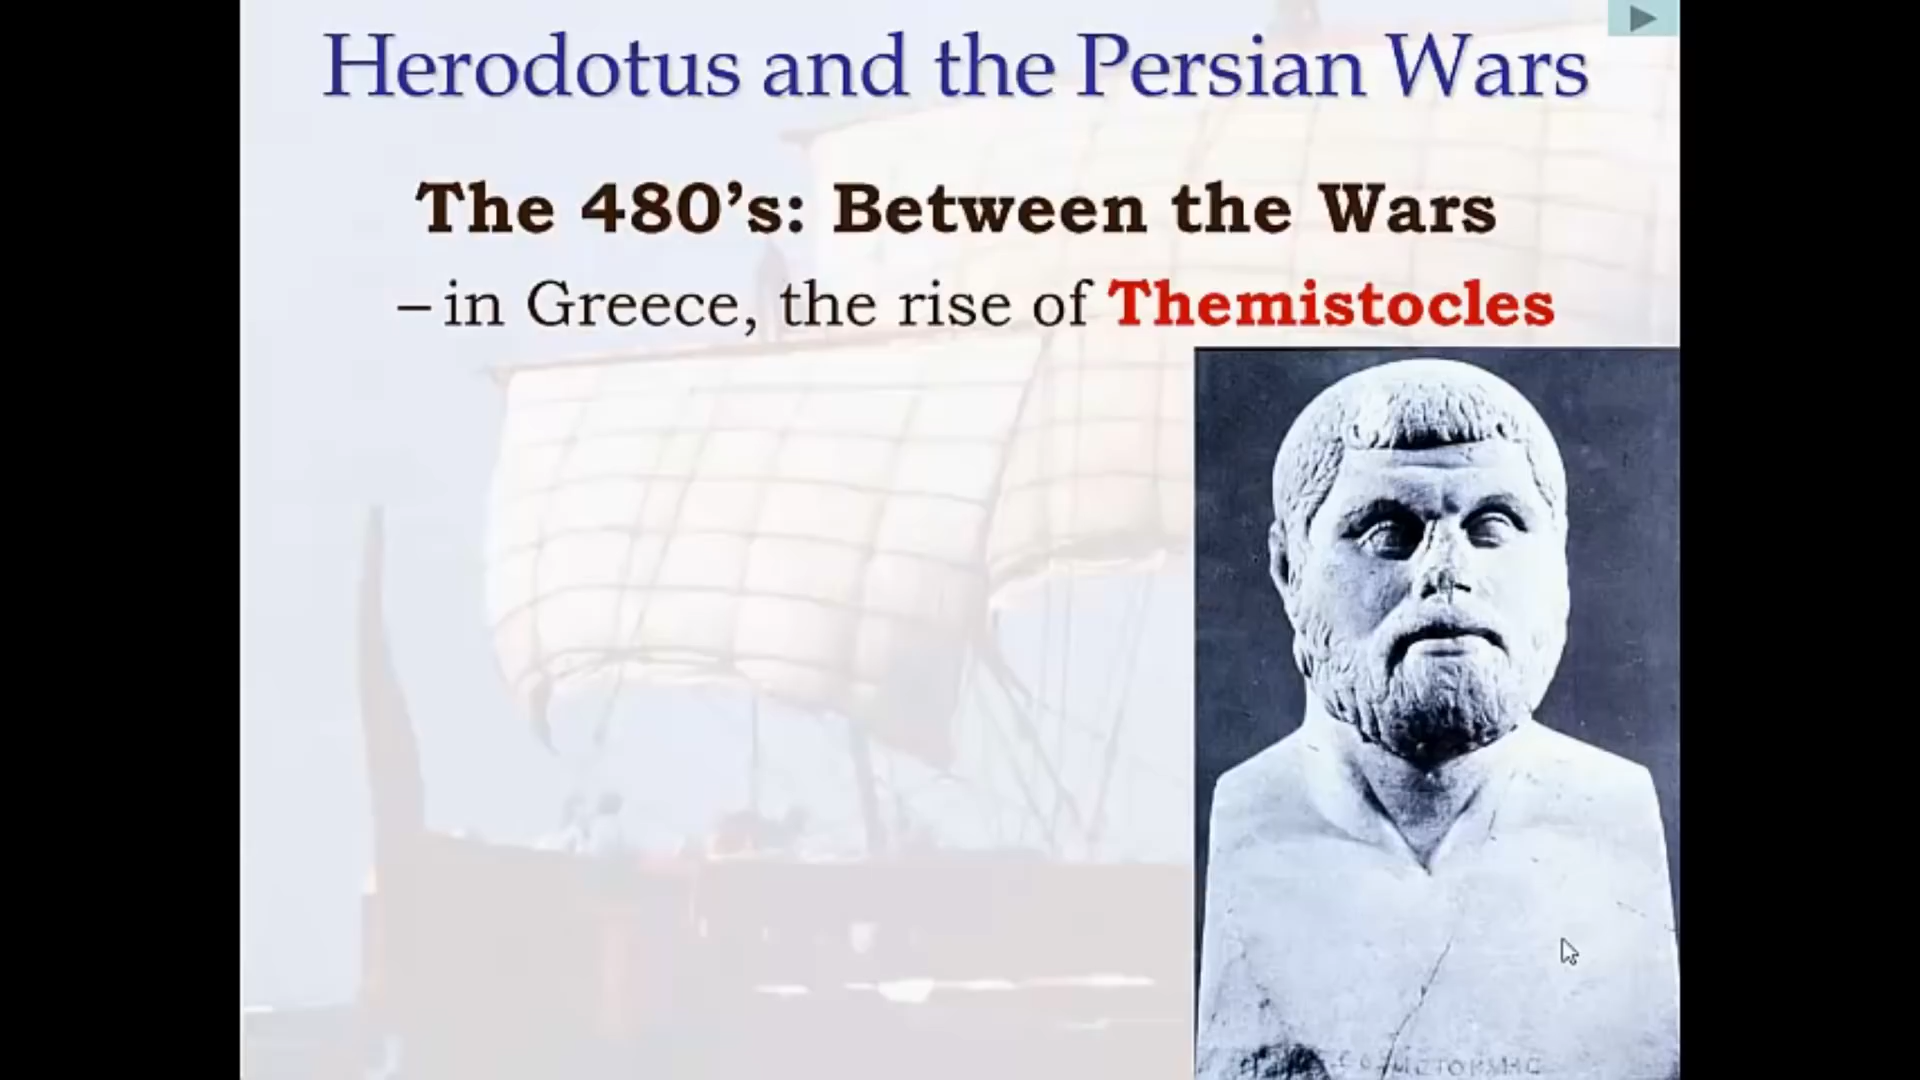 Herodotus and the Persian Wars
The 480’s: Between the Wars
– in Greece, the rise of Themistocles